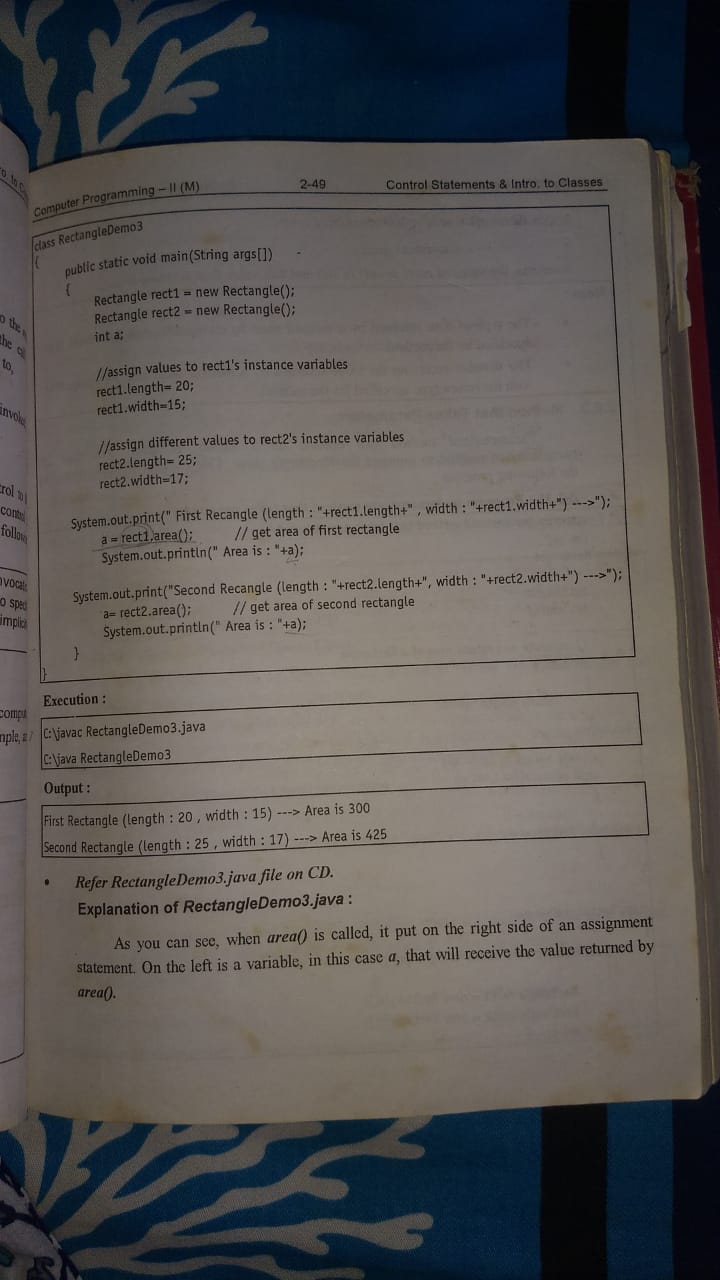 Computer Programming – II (M) 2-49 Control Statements & Intro. to Classes
class RectangleDemo3
{
public static void main(String args[])
{
Rectangle rect1 = new Rectangle();
Rectangle rect2 = new Rectangle();
int a;
//assign values to rect1's instance variables
rect1.length= 20;
rect1.width=15;
//assign different values to rect2's instance variables
rect2.length= 25;
rect2.width=17;
System.out.print(" First Recangle (length : "+rect1.length+" , width : "+rect1.width+") --->");
a = rect1.area(); // get area of first rectangle
System.out.println(" Area is : "+a);
System.out.print("Second Recangle (length : "+rect2.length+", width : "+rect2.width+") --->");
a= rect2.area(); // get area of second rectangle
System.out.println(" Area is : "+a);
}
}
Execution :
C:\javac RectangleDemo3.java
C:\java RectangleDemo3
Output :
First Rectangle (length : 20 , width : 15) ---> Area is 300
Second Rectangle (length : 25 , width : 17) ---> Area is 425
• Refer RectangleDemo3.java file on CD.
Explanation of RectangleDemo3.java :
As you can see, when area() is called, it put on the right side of an assignment
statement. On the left is a variable, in this case a, that will receive the value returned by
area().